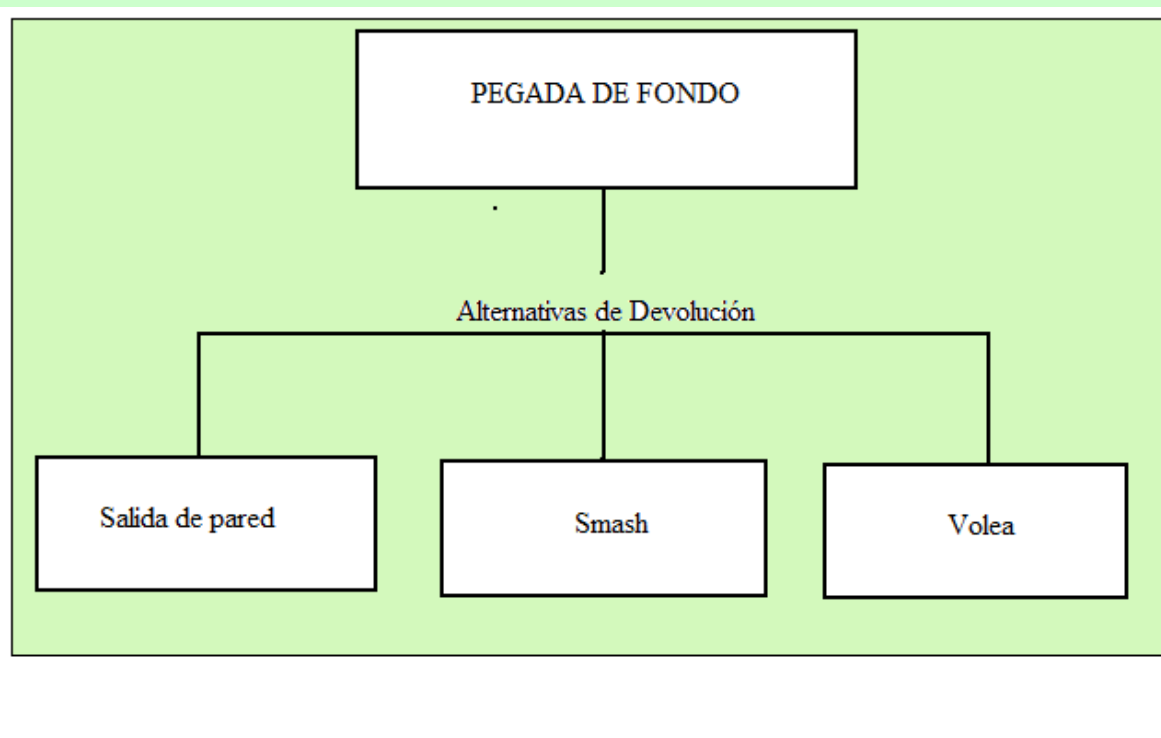 PEGADA DE FONDO
Alternativas de Devolución
Salida de pared
Smash
Volea